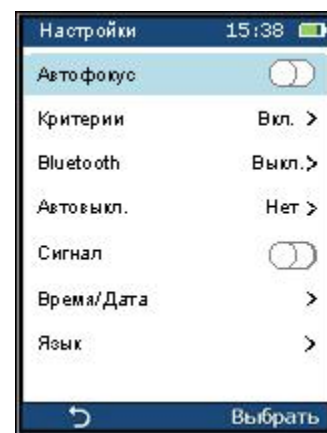 Настройки 15:38
Автофокус
Критерии Вкл. >
Bluetooth Выкл.>
Автовыкл. Нет >
Сигнал
Время/Дата >
Язык >
Выбрать